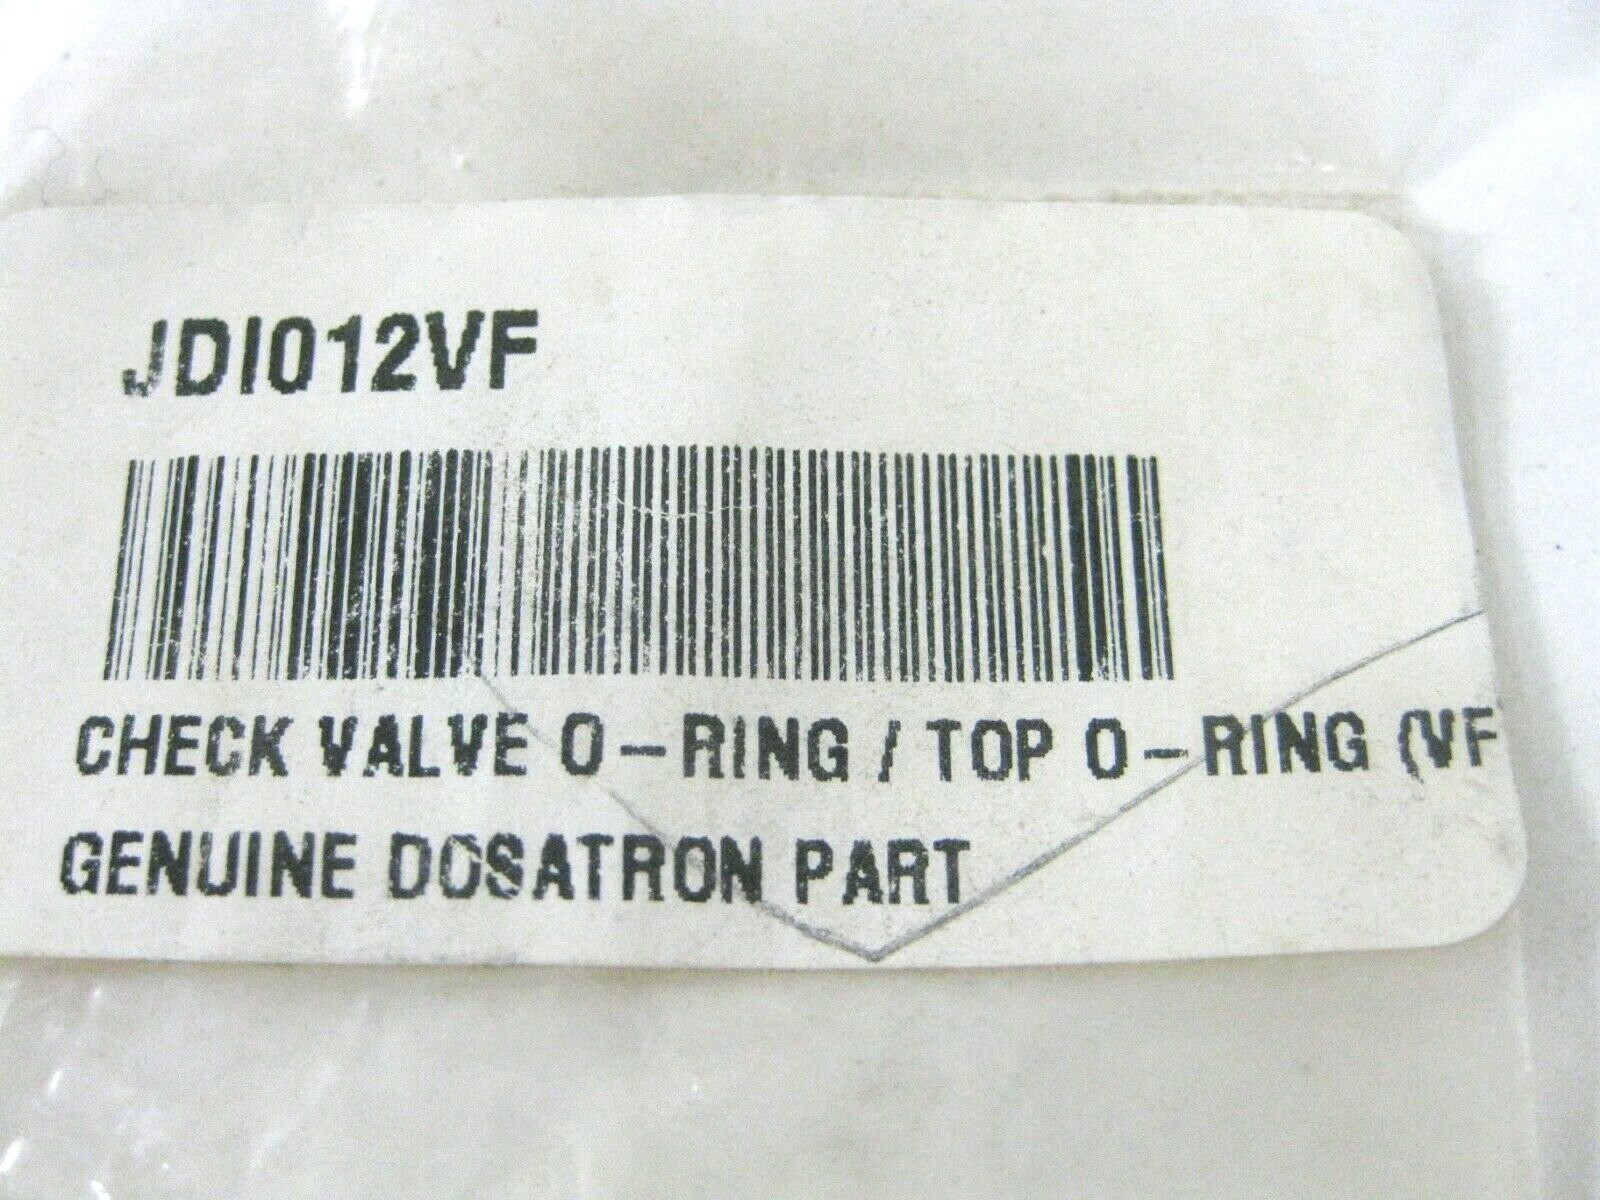 JDI012VF
CHECK VALVE O-RING / TOP O-RING (VF
GENUINE DOSATRON PART